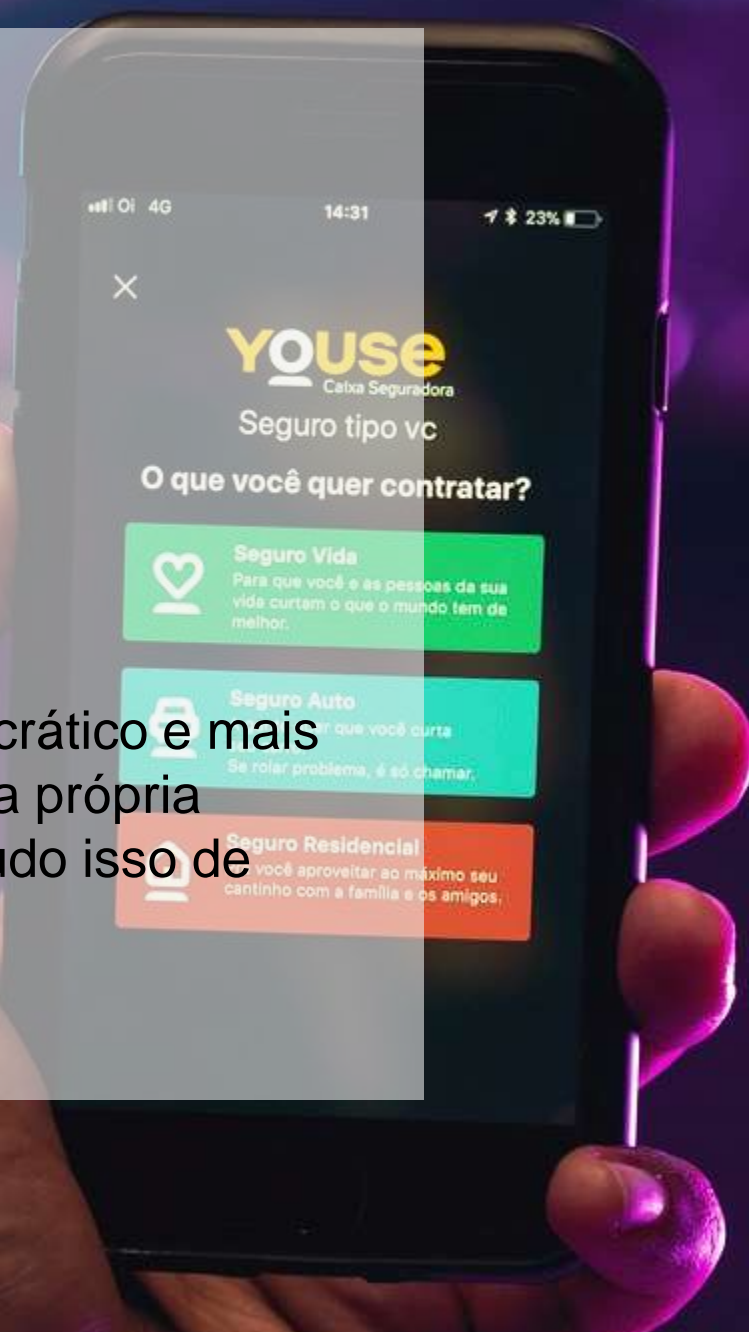 Oi 4G 14:31 23%
YOUSE
Caixa Seguradora
Seguro tipo vc
O que você quer contratar?
Seguro Vida
Para que você e as pessoas da sua
vida curtam o que o mundo tem de
melhor.
Seguro Auto
que você curta
Se rolar problema, é só chamar.
Seguro Residencial
você aproveitar ao máximo seu
cantinho com a família e os amigos.
crático e mais
a própria
udo isso de